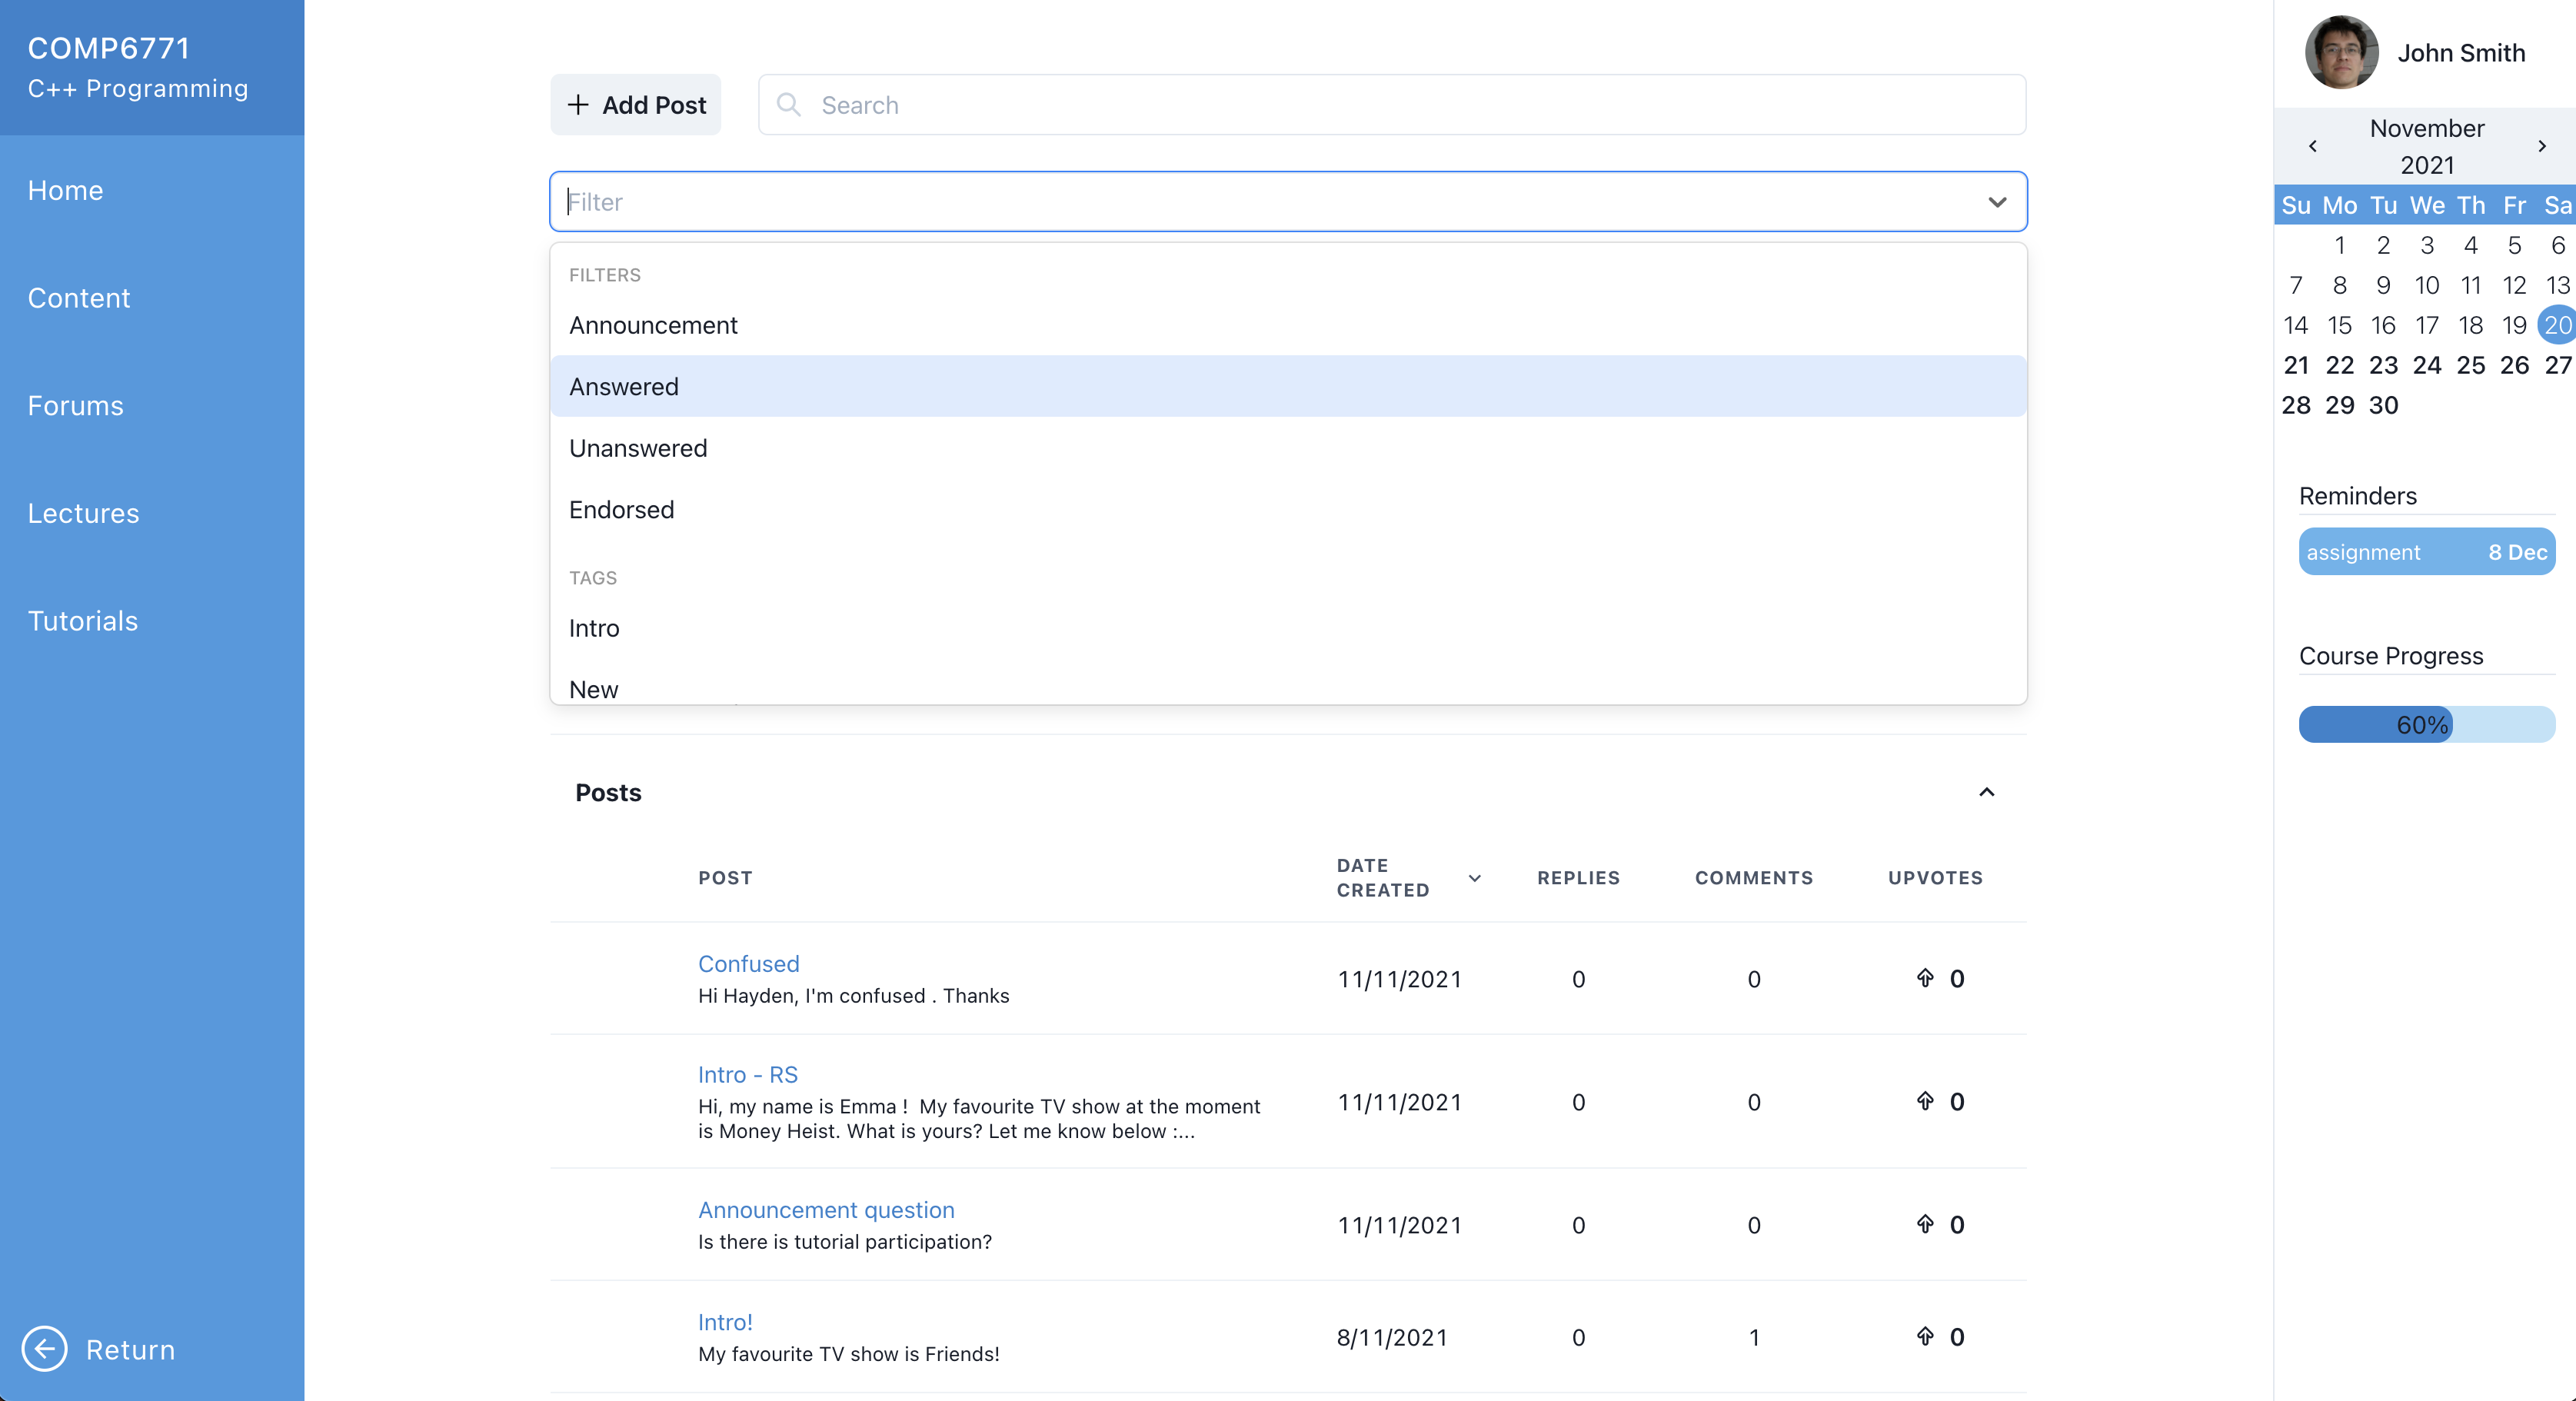 COMP6771
C++ Programming
Home
Content
Forums
Lectures
Tutorials
Return
Add Post
Search
Filter
FILTERS
Announcement
Answered
Unanswered
Endorsed
TAGS
Intro
New
Posts
POST
DATE
CREATED
REPLIES
COMMENTS
UPVOTES
Confused
Hi Hayden, I'm confused . Thanks
11/11/2021 0 0 0
Intro - RS
Hi, my name is Emma !  My favourite TV show at the moment
is Money Heist. What is yours? Let me know below :...
11/11/2021 0 0 0
Announcement question
Is there is tutorial participation?
11/11/2021 0 0 0
Intro!
My favourite TV show is Friends!
8/11/2021 0 1 0
John Smith
November
2021
Su Mo Tu We Th Fr Sa
1 2 3 4 5 6
7 8 9 10 11 12 13
14 15 16 17 18 19 20
21 22 23 24 25 26 27
28 29 30
Reminders
assignment 8 Dec
Course Progress
60%